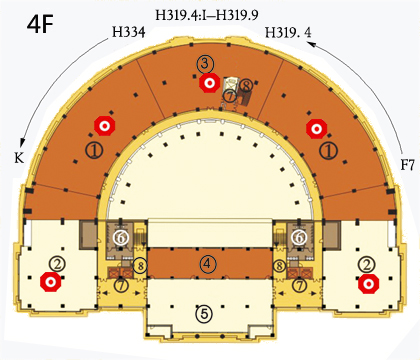 4F
H319.4:I—H319.9
H334
H319. 4
③
⑧
⑦
①
①
K
F7
⑥
⑥
②
⑧
④
⑧
②
⑦
⑦
⑤